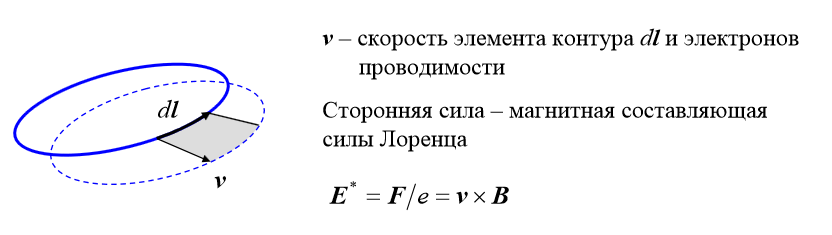 v – скорость элемента контура dl и электронов
проводимости
dl
Сторонняя сила – магнитная составляющая
силы Лоренца
v
E* = F/e = v × B